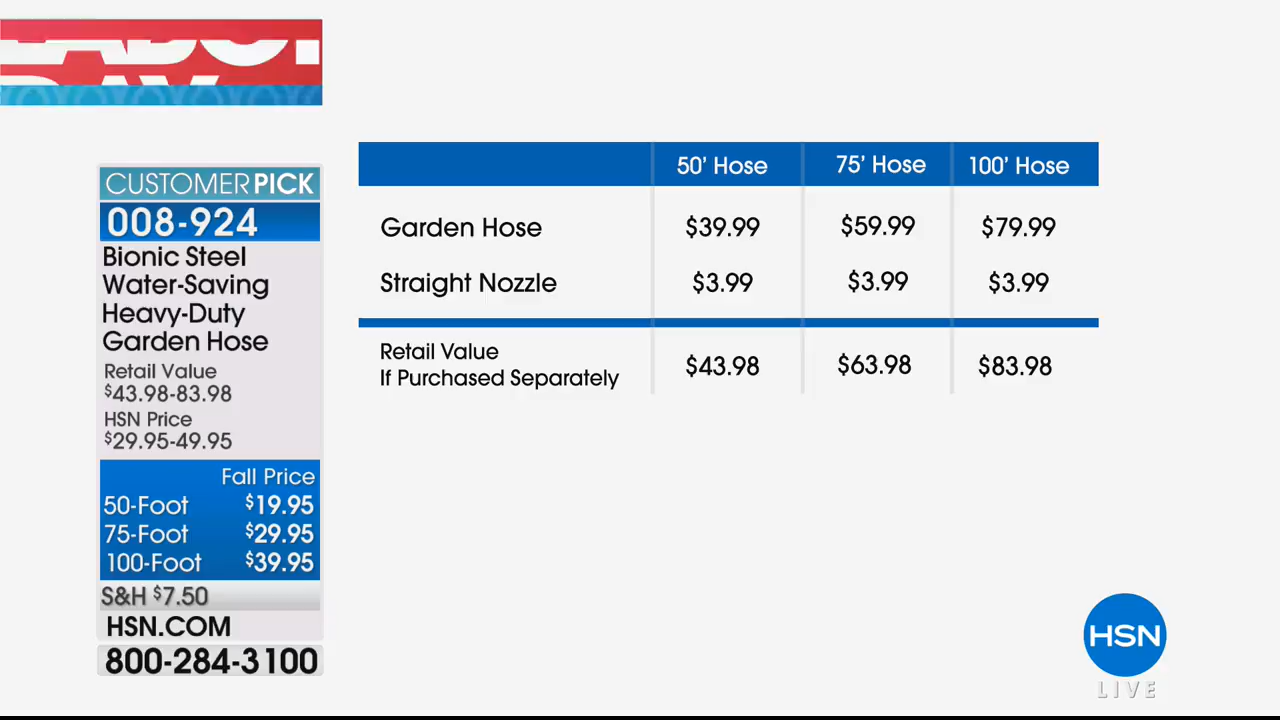 CUSTOMER PICK
008-924
Bionic Steel
Water-Saving
Heavy-Duty
Garden Hose
Retail Value
$43.98-83.98
HSN Price
$29.95-49.95
Fall Price
50-Foot $19.95
75-Foot $29.95
100-Foot $39.95
S&H $7.50
HSN.COM
800-284-3100
50' Hose 75' Hose 100' Hose
Garden Hose $39.99 $59.99 $79.99
Straight Nozzle $3.99 $3.99 $3.99
Retail Value
If Purchased Separately $43.98 $63.98 $83.98
HSN
LIVE